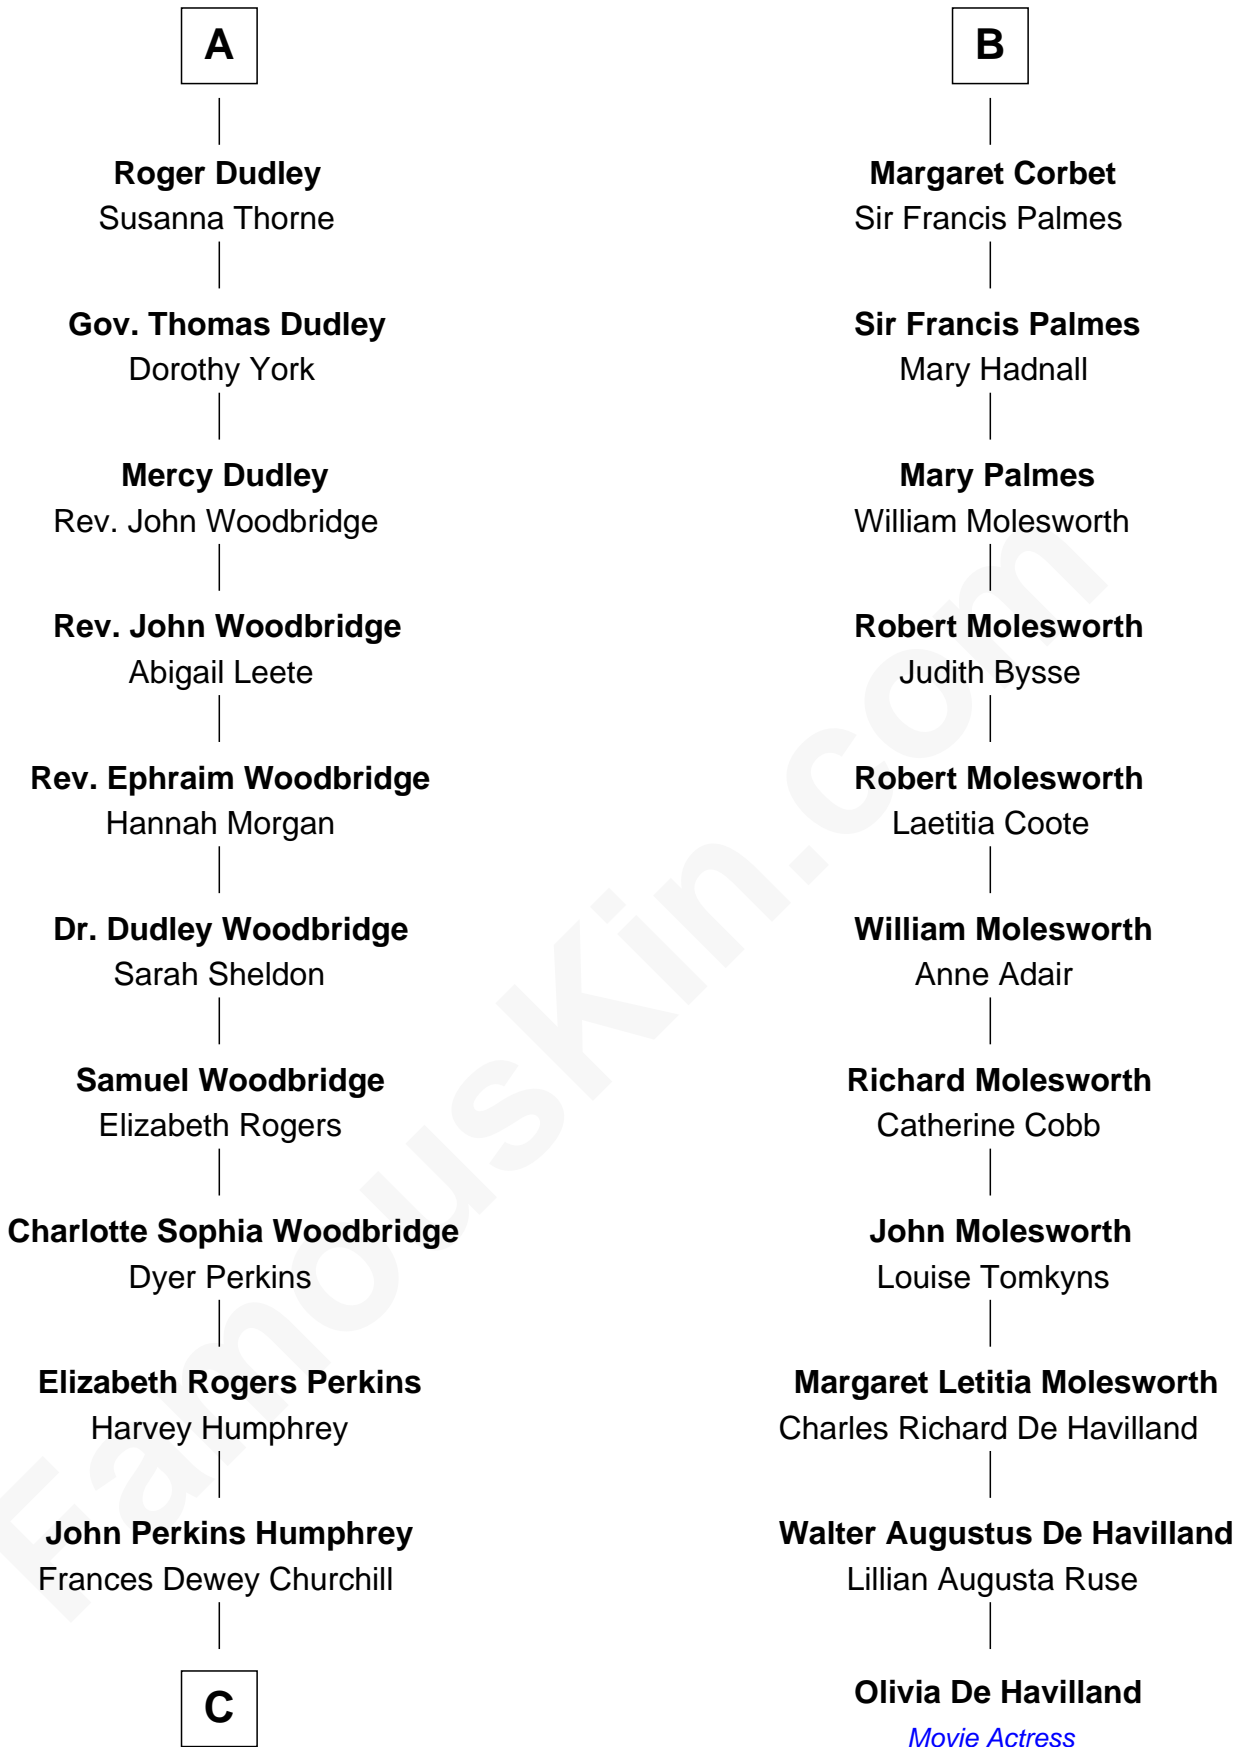 A
Roger Dudley
Susanna Thorne
Gov. Thomas Dudley
Dorothy York
Mercy Dudley
Rev. John Woodbridge
Rev. John Woodbridge
Abigail Leete
Rev. Ephraim Woodbridge
Hannah Morgan
Dr. Dudley Woodbridge
Sarah Sheldon
Samuel Woodbridge
Elizabeth Rogers
Charlotte Sophia Woodbridge
Dyer Perkins
Elizabeth Rogers Perkins
Harvey Humphrey
John Perkins Humphrey
Frances Dewey Churchill
C
B
Margaret Corbet
Sir Francis Palmes
Sir Francis Palmes
Mary Hadnall
Mary Palmes
William Molesworth
Robert Molesworth
Judith Bysse
Robert Molesworth
Laetitia Coote
William Molesworth
Anne Adair
Richard Molesworth
Catherine Cobb
John Molesworth
Louise Tomkyns
Margaret Letitia Molesworth
Charles Richard De Havilland
Walter Augustus De Havilland
Lillian Augusta Ruse
Olivia De Havilland
Movie Actress
FamousKin.com